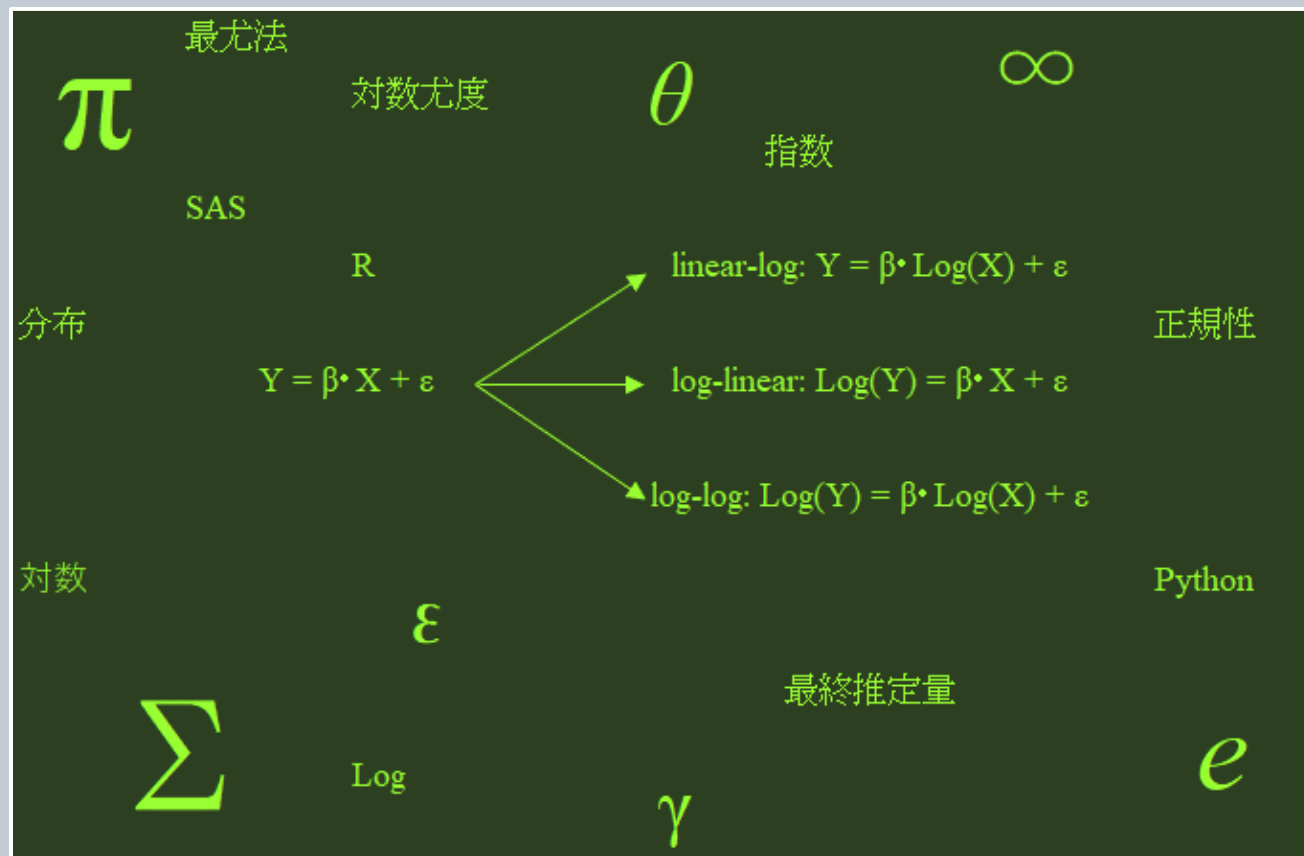 最尤法
π
対数尤度
θ
∞
指数
SAS
R
linear-log: Y = β• Log(X) + ε
分布
正規性
Y = β• X + ε
log-linear: Log(Y) = β• X + ε
log-log: Log(Y) = β• Log(X) + ε
対数
Python
ε
最終推定量
Σ
Log
γ
e